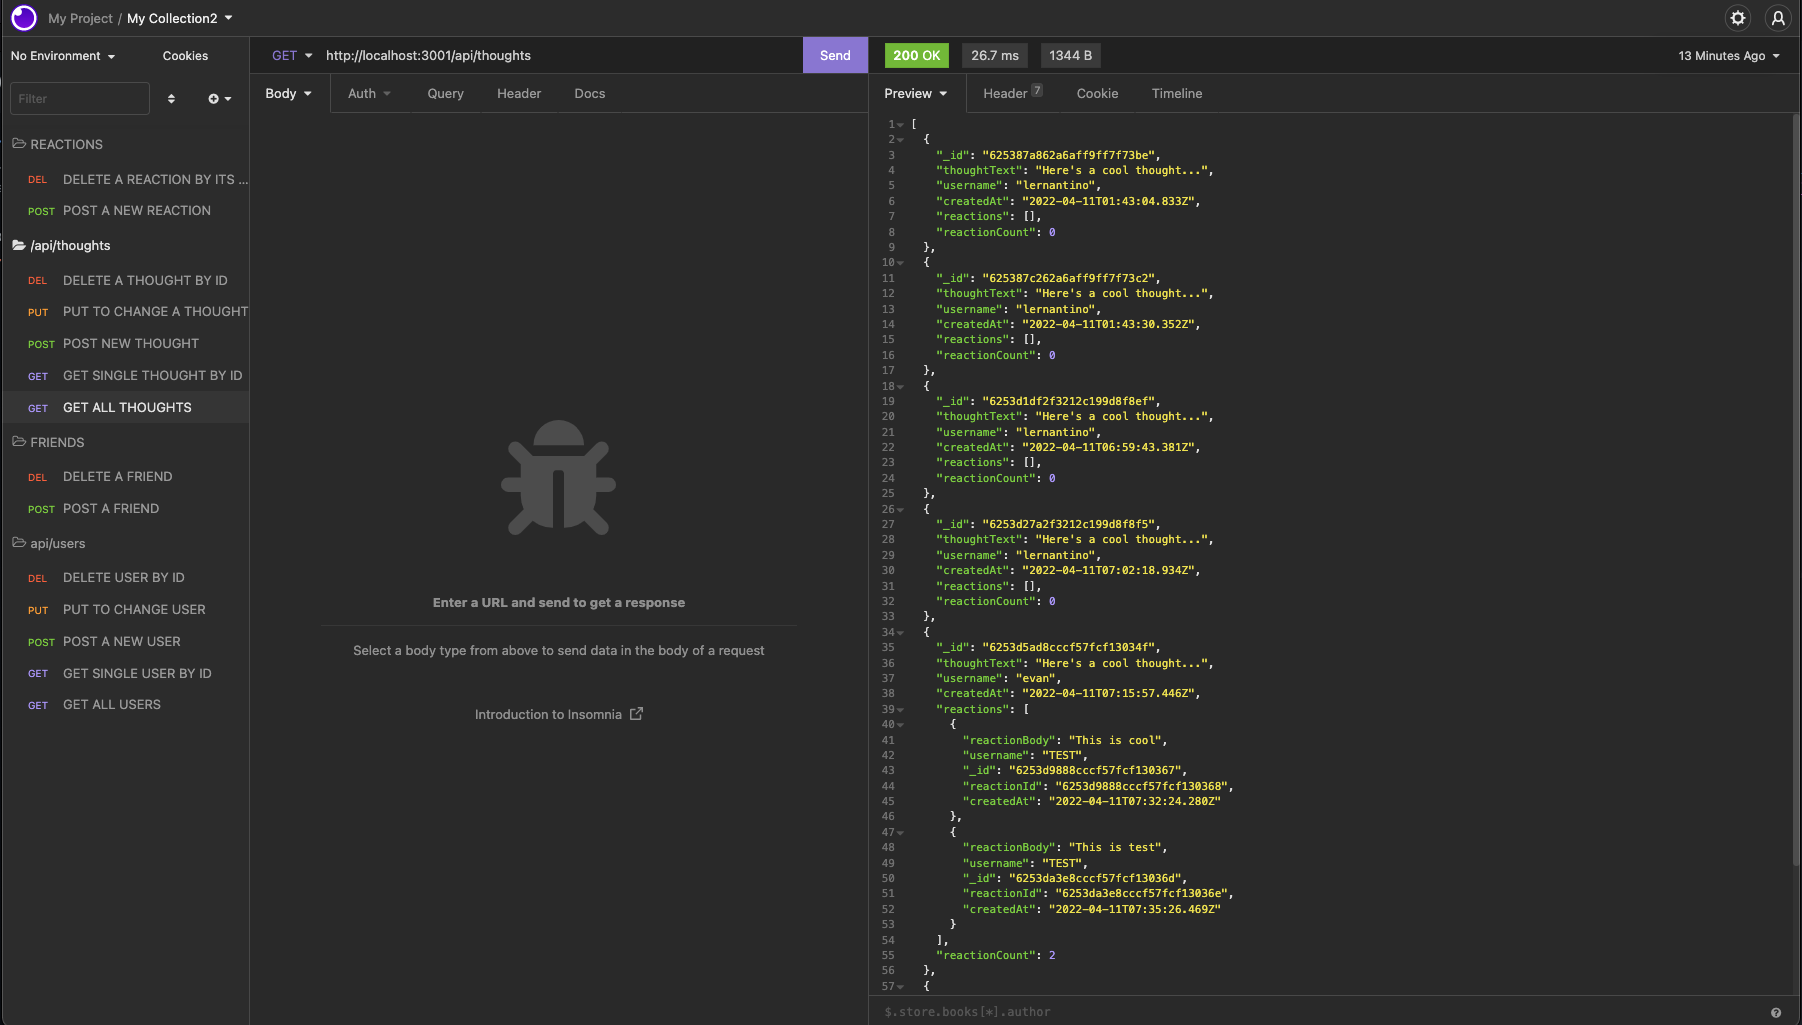 My Project / My Collection2
No Environment
Cookies
Filter
REACTIONS
DEL DELETE A REACTION BY ITS ...
POST POST A NEW REACTION
/api/thoughts
DEL DELETE A THOUGHT BY ID
PUT PUT TO CHANGE A THOUGHT
POST POST NEW THOUGHT
GET GET SINGLE THOUGHT BY ID
GET GET ALL THOUGHTS
FRIENDS
DEL DELETE A FRIEND
POST POST A FRIEND
api/users
DEL DELETE USER BY ID
PUT PUT TO CHANGE USER
POST POST A NEW USER
GET GET SINGLE USER BY ID
GET GET ALL USERS
GET http://localhost:3001/api/thoughts Send
Body Auth Query Header Docs
Enter a URL and send to get a response
Select a body type from above to send data in the body of a request
Introduction to Insomnia
200 OK 26.7 ms 1344 B 13 Minutes Ago
Preview Header 7 Cookie Timeline
1 [
2 {
3 "_id": "625387a862a6aff9ff7f73be",
4 "thoughtText": "Here's a cool thought...",
5 "username": "lernantino",
6 "createdAt": "2022-04-11T01:43:04.833Z",
7 "reactions": [],
8 "reactionCount": 0
9 },
10 {
11 "_id": "625387c262a6aff9ff7f73c2",
12 "thoughtText": "Here's a cool thought...",
13 "username": "lernantino",
14 "createdAt": "2022-04-11T01:43:30.352Z",
15 "reactions": [],
16 "reactionCount": 0
17 },
18 {
19 "_id": "6253d1df2f3212c199d8f8ef",
20 "thoughtText": "Here's a cool thought...",
21 "username": "lernantino",
22 "createdAt": "2022-04-11T06:59:43.381Z",
23 "reactions": [],
24 "reactionCount": 0
25 },
26 {
27 "_id": "6253d27a2f3212c199d8f8f5",
28 "thoughtText": "Here's a cool thought...",
29 "username": "lernantino",
30 "createdAt": "2022-04-11T07:02:18.934Z",
31 "reactions": [],
32 "reactionCount": 0
33 },
34 {
35 "_id": "6253d5ad8cccf57fcf13034f",
36 "thoughtText": "Here's a cool thought...",
37 "username": "evan",
38 "createdAt": "2022-04-11T07:15:57.446Z",
39 "reactions": [
40 {
41 "reactionBody": "This is cool",
42 "username": "TEST",
43 "_id": "6253d9888cccf57fcf130367",
44 "reactionId": "6253d9888cccf57fcf130368",
45 "createdAt": "2022-04-11T07:32:24.280Z"
46 },
47 {
48 "reactionBody": "This is test",
49 "username": "TEST",
50 "_id": "6253da3e8cccf57fcf13036d",
51 "reactionId": "6253da3e8cccf57fcf13036e",
52 "createdAt": "2022-04-11T07:35:26.469Z"
53 }
54 ],
55 "reactionCount": 2
56 },
57 {
$.store.books[*].author